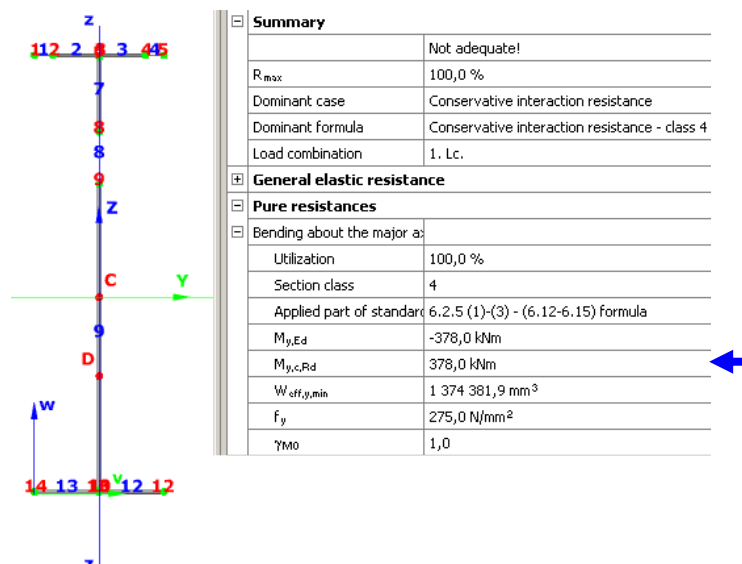 z
1 1 2 2 3 4 4 5
7
8
8
9
Z
C
Y
9
D
w
v
14 13 12 12
z
Summary
Not adequate!
Rmax 100,0 %
Dominant case Conservative interaction resistance
Dominant formula Conservative interaction resistance - class 4
Load combination 1. Lc.
General elastic resistance
Pure resistances
Bending about the major a
Utilization 100,0 %
Section class 4
Applied part of standard 6.2.5 (1)-(3) - (6.12-6.15) formula
My,Ed -378,0 kNm
My,c,Rd 378,0 kNm
Weff,y,min 1 374 381,9 mm³
fy 275,0 N/mm²
γM0 1,0